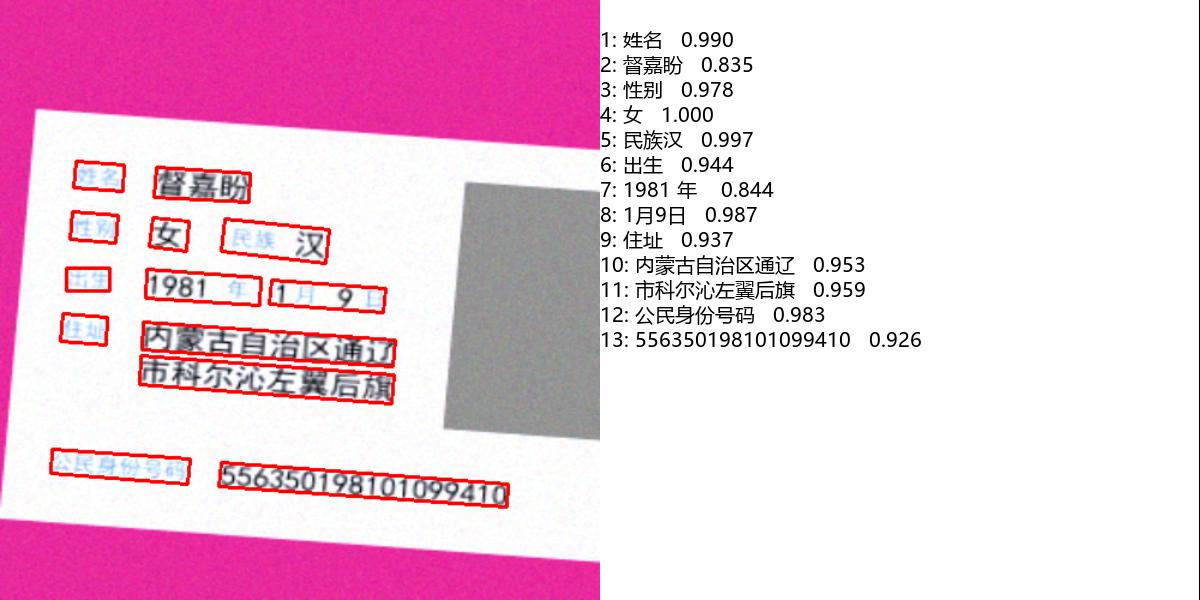 姓名 督嘉盼
性别 女 民族 汉
出生 1981 年 1 月 9 日
住址 内蒙古自治区通辽
市科尔沁左翼后旗
公民身份号码 556350198101099410
1: 姓名 0.990
2: 督嘉盼 0.835
3: 性别 0.978
4: 女 1.000
5: 民族汉 0.997
6: 出生 0.944
7: 1981 年 0.844
8: 1月9日 0.987
9: 住址 0.937
10: 内蒙古自治区通辽 0.953
11: 市科尔沁左翼后旗 0.959
12: 公民身份号码 0.983
13: 556350198101099410 0.926